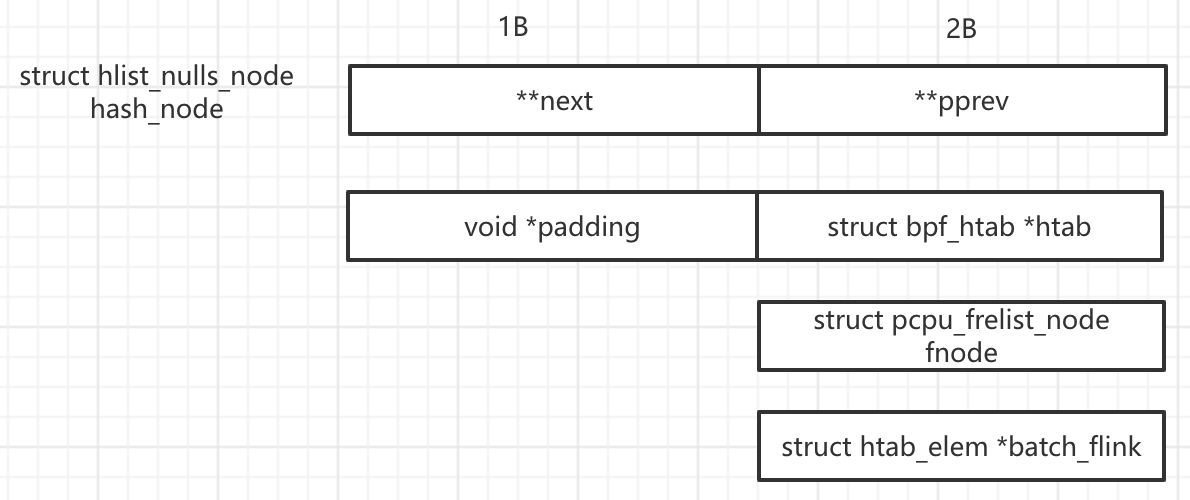 1B
2B
struct hlist_nulls_node
hash_node
**next
**pprev
void *padding
struct bpf_htab *htab
struct pcpu_frelist_node
fnode
struct htab_elem *batch_flink